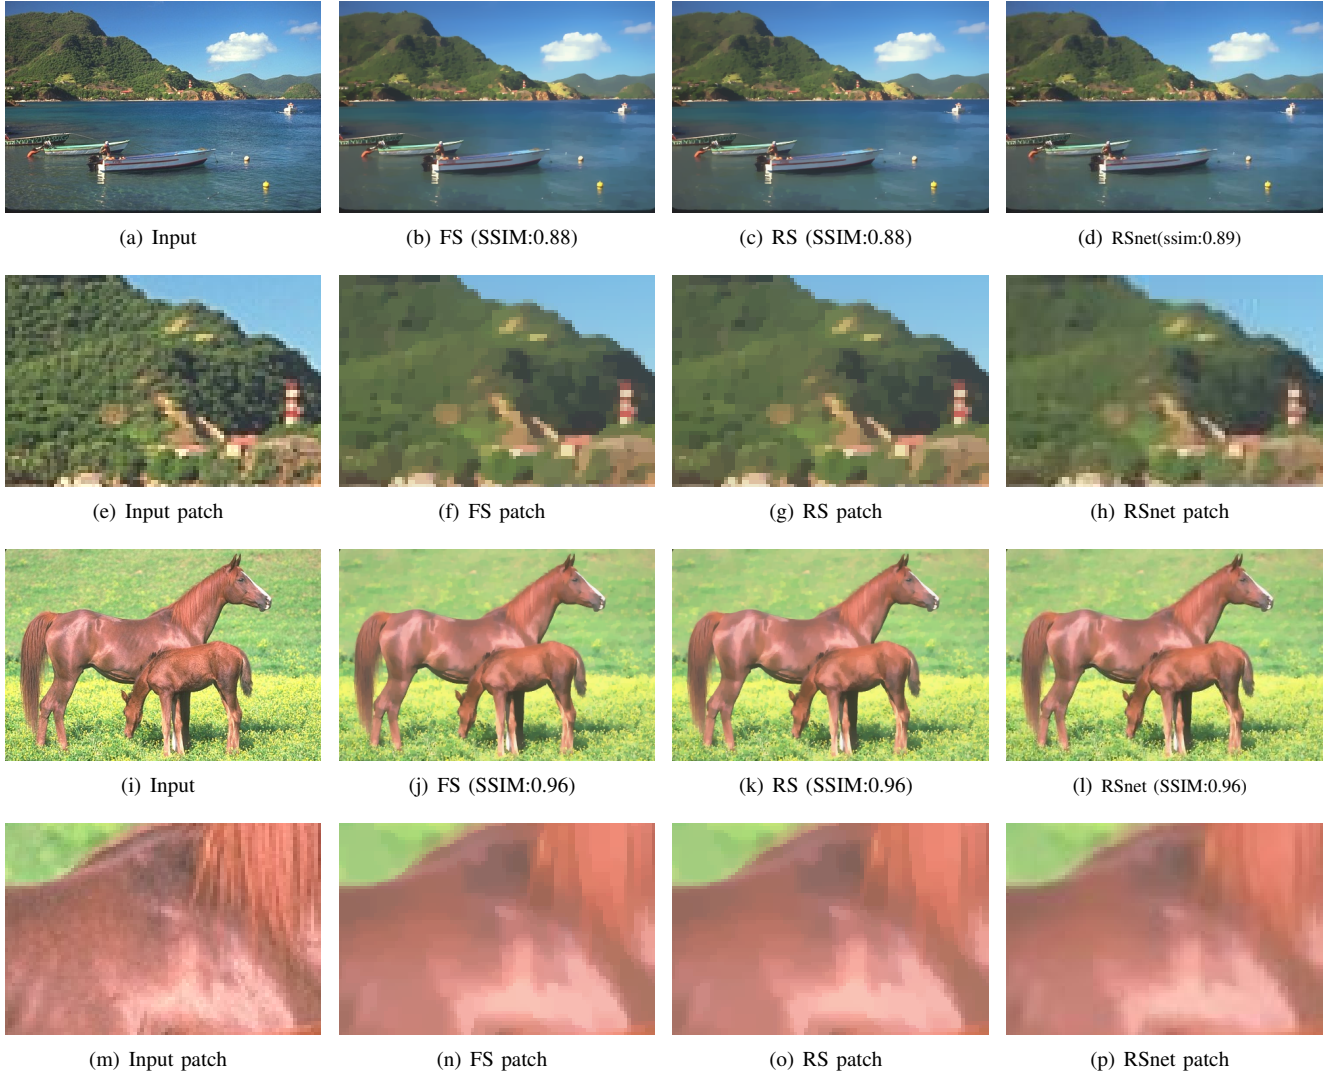 (a) Input
(b) FS (SSIM:0.88)
(c) RS (SSIM:0.88)
(d) RSnet(ssim:0.89)
(e) Input patch
(f) FS patch
(g) RS patch
(h) RSnet patch
(i) Input
(j) FS (SSIM:0.96)
(k) RS (SSIM:0.96)
(l) RSnet (SSIM:0.96)
(m) Input patch
(n) FS patch
(o) RS patch
(p) RSnet patch